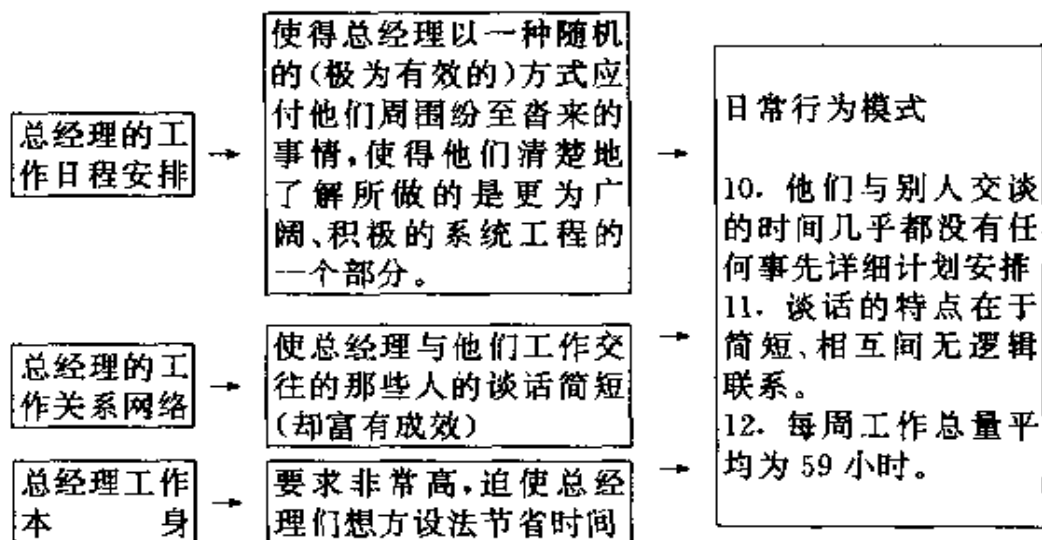 总经理的工
作日程安排
使得总经理以一种随机
的(极为有效的)方式应
付他们周围纷至沓来的
事情,使得他们清楚地
了解所做的是更为广
阔、积极的系统工程的
一个部分。
总经理的工
作关系网络
使总经理与他们工作交
往的那些人的谈话简短
(却富有成效)
总经理工作
本 身
要求非常高,迫使总经
理们想方设法节省时间
日常行为模式
10. 他们与别人交谈
的时间几乎都没有任
何事先详细计划安排
11. 谈话的特点在于
简短、相互间无逻辑
联系。
12. 每周工作总量平
均为 59 小时。